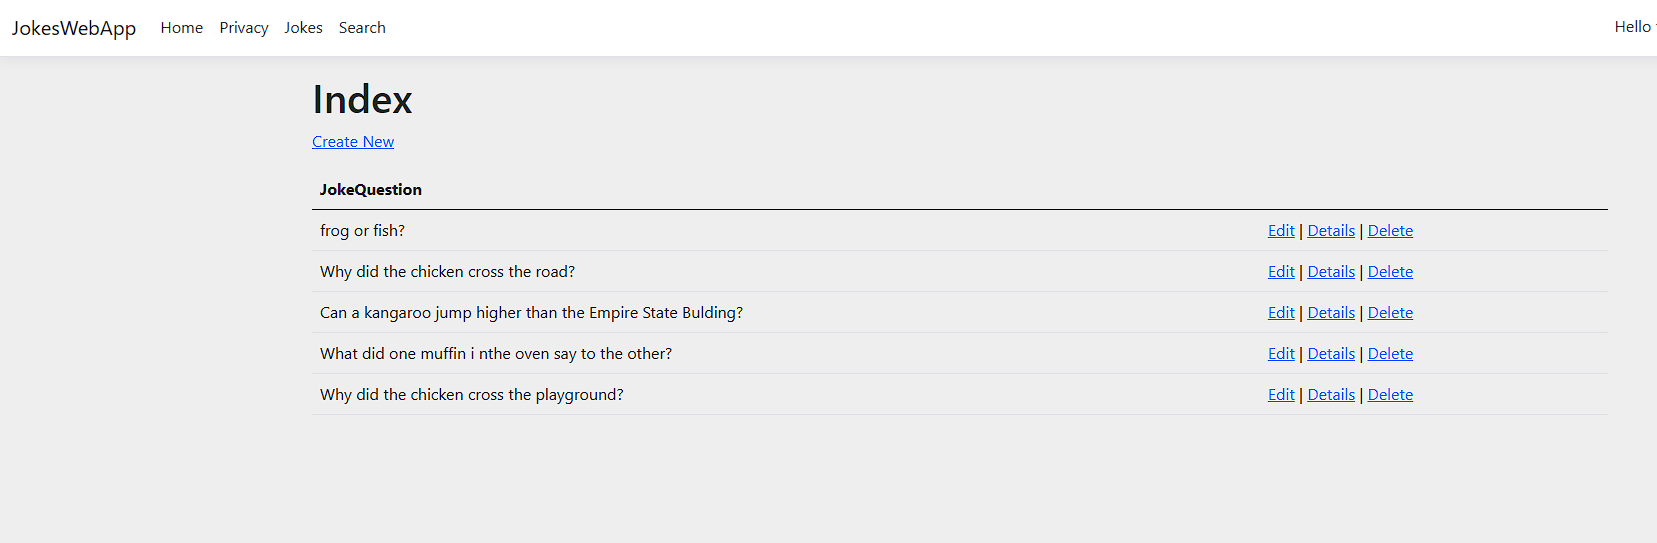 JokesWebApp Home Privacy Jokes Search Hello
Index
Create New
JokeQuestion
frog or fish? Edit | Details | Delete
Why did the chicken cross the road? Edit | Details | Delete
Can a kangaroo jump higher than the Empire State Bulding? Edit | Details | Delete
What did one muffin i nthe oven say to the other? Edit | Details | Delete
Why did the chicken cross the playground? Edit | Details | Delete